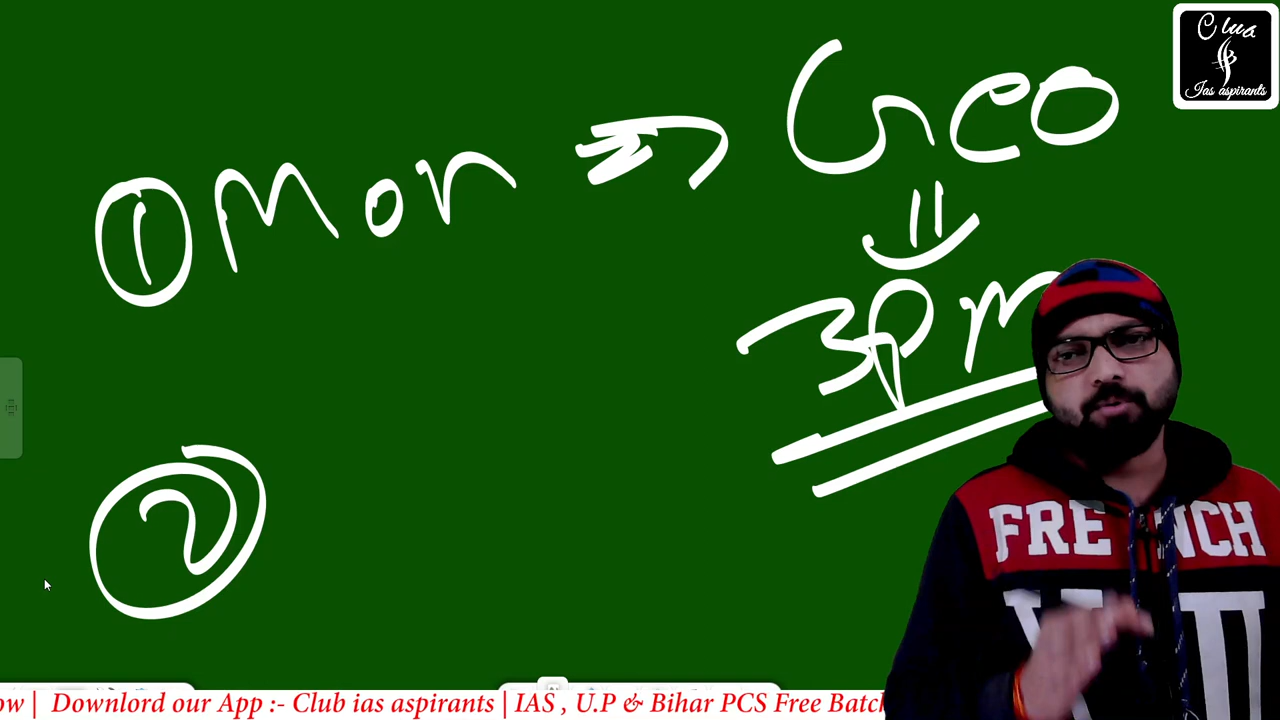 Clua
Ias aspirants
① Mon ⇒ Geo
3Pm
②
FRENCH
ow | Downlord our App :- Club ias aspirants | IAS , U.P & Bihar PCS Free Batch